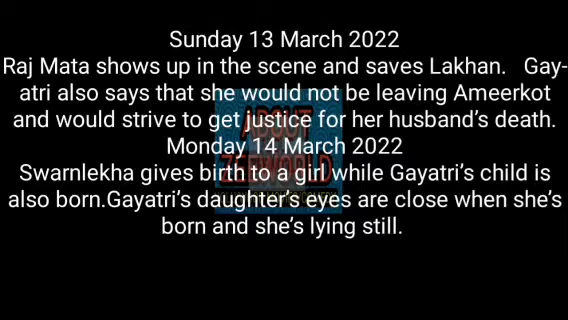 Sunday 13 March 2022
Raj Mata shows up in the scene and saves Lakhan. Gay-
atri also says that she would not be leaving Ameerkot
and would strive to get justice for her husband's death.
Monday 14 March 2022
Swarnlekha gives birth to a girl while Gayatri's child is
also born.Gayatri's daughter's eyes are close when she's
born and she's lying still.
ABOUT
ZEEWORLD